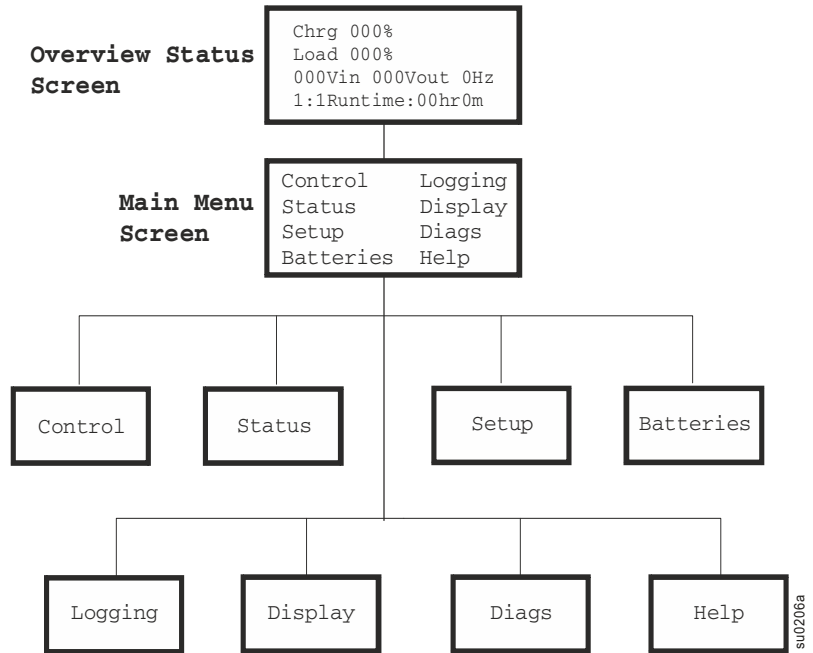 Overview Status
Screen
Chrg 000%
Load 000%
000Vin 000Vout 0Hz
1:1Runtime:00hr0m
Main Menu
Screen
Control Logging
Status Display
Setup Diags
Batteries Help
Control
Status
Setup
Batteries
Logging
Display
Diags
Help
su0206a